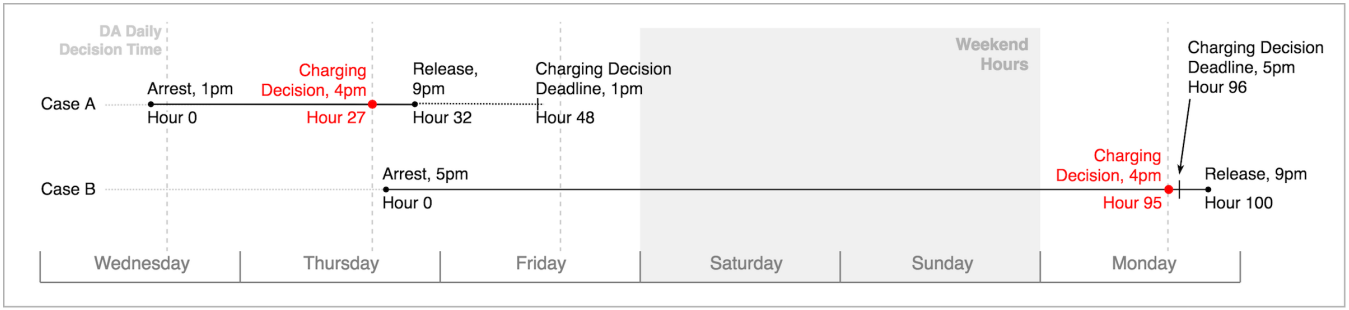 DA Daily
Decision Time
Weekend
Hours
Case A
Arrest, 1pm
Hour 0
Charging
Decision, 4pm
Hour 27
Release,
9pm
Hour 32
Charging Decision
Deadline, 1pm
Hour 48
Charging Decision
Deadline, 5pm
Hour 96
Case B
Arrest, 5pm
Hour 0
Charging
Decision, 4pm
Hour 95
Release, 9pm
Hour 100
Wednesday
Thursday
Friday
Saturday
Sunday
Monday